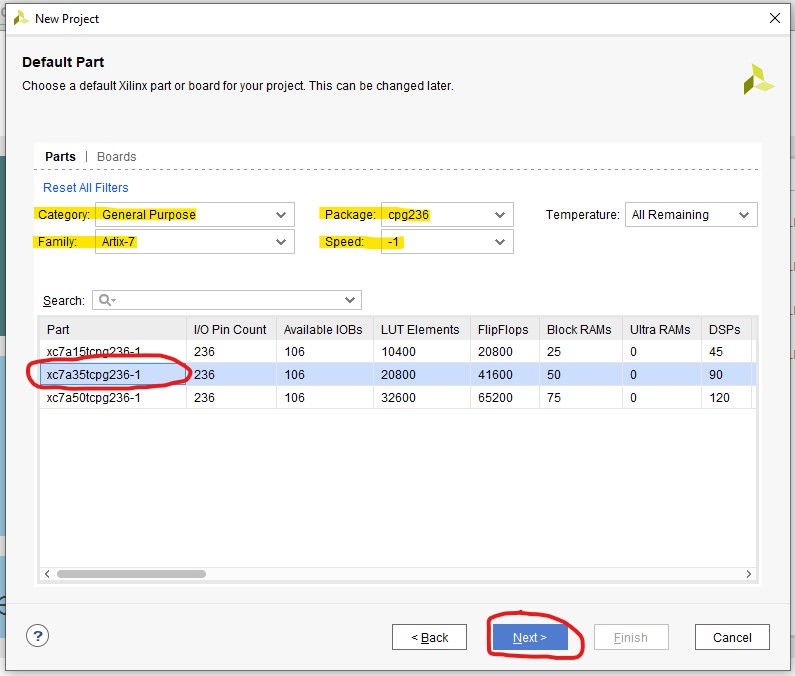 New Project
Default Part
Choose a default Xilinx part or board for your project. This can be changed later.
Parts | Boards
Reset All Filters
Category: General Purpose Package: cpg236 Temperature: All Remaining
Family: Artix-7 Speed: -1
Search:
Part I/O Pin Count Available IOBs LUT Elements FlipFlops Block RAMs Ultra RAMs DSPs
xc7a15tcpg236-1 236 106 10400 20800 25 0 45
xc7a35tcpg236-1 236 106 20800 41600 50 0 90
xc7a50tcpg236-1 236 106 32600 65200 75 0 120
? < Back Next > Finish Cancel